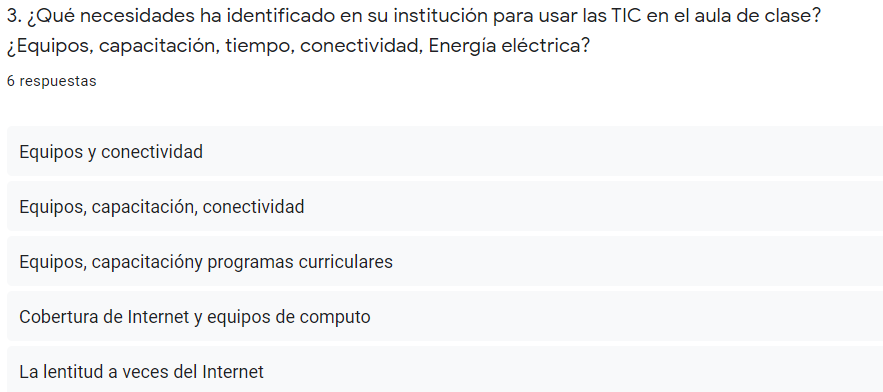 3. ¿Qué necesidades ha identificado en su institución para usar las TIC en el aula de clase?
¿Equipos, capacitación, tiempo, conectividad, Energía eléctrica?
6 respuestas
Equipos y conectividad
Equipos, capacitación, conectividad
Equipos, capacitacióny programas curriculares
Cobertura de Internet y equipos de computo
La lentitud a veces del Internet